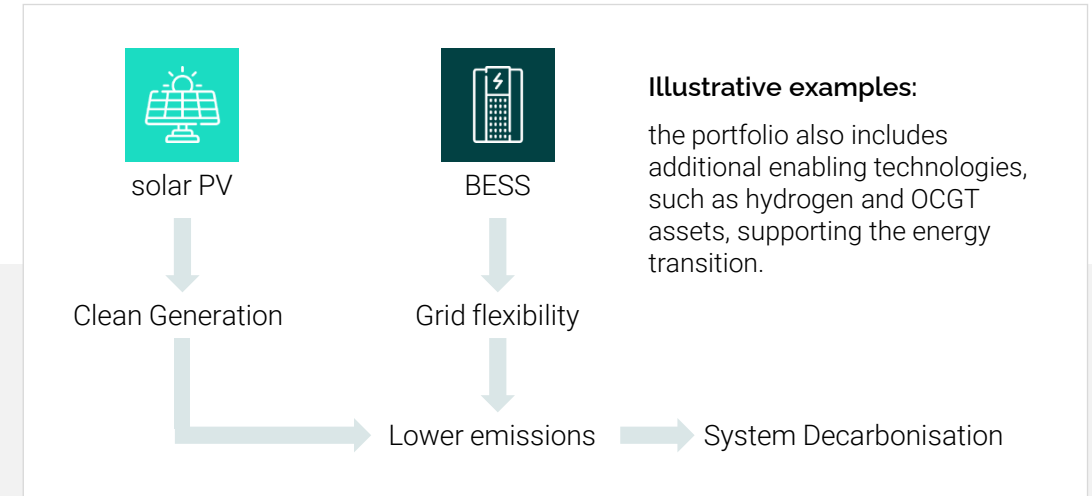 solar PV
BESS
Illustrative examples:
the portfolio also includes
additional enabling technologies,
such as hydrogen and OCGT
assets, supporting the energy
transition.
Clean Generation
Grid flexibility
Lower emissions
System Decarbonisation